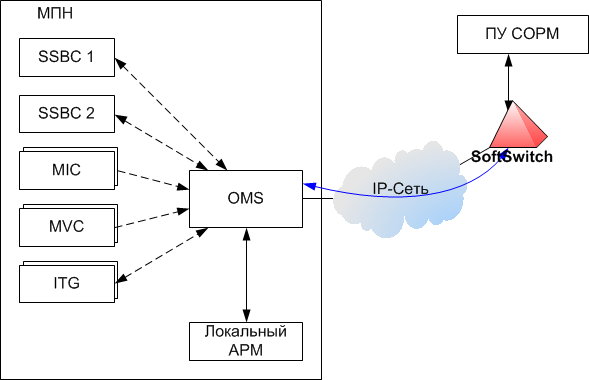 МПН
ПУ СОРМ
SSBC 1
SSBC 2
SoftSwitch
MIC
IP-Сеть
OMS
MVC
ITG
Локальный
АРМ